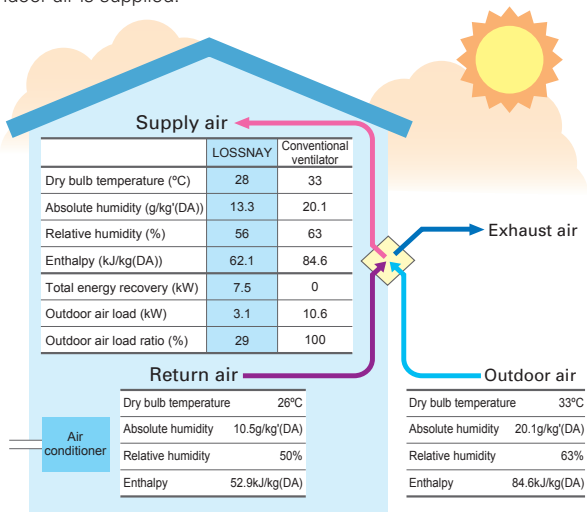 door air is supplied.
Supply air
LOSSNAY Conventional ventilator
Dry bulb temperature (ºC) 28 33
Absolute humidity (g/kg'(DA)) 13.3 20.1
Relative humidity (%) 56 63
Enthalpy (kJ/kg(DA)) 62.1 84.6
Total energy recovery (kW) 7.5 0
Outdoor air load (kW) 3.1 10.6
Outdoor air load ratio (%) 29 100
Exhaust air
Return air
Dry bulb temperature 26ºC
Absolute humidity 10.5g/kg'(DA)
Relative humidity 50%
Enthalpy 52.9kJ/kg(DA)
Air
conditioner
Outdoor air
Dry bulb temperature 33ºC
Absolute humidity 20.1g/kg'(DA)
Relative humidity 63%
Enthalpy 84.6kJ/kg(DA)